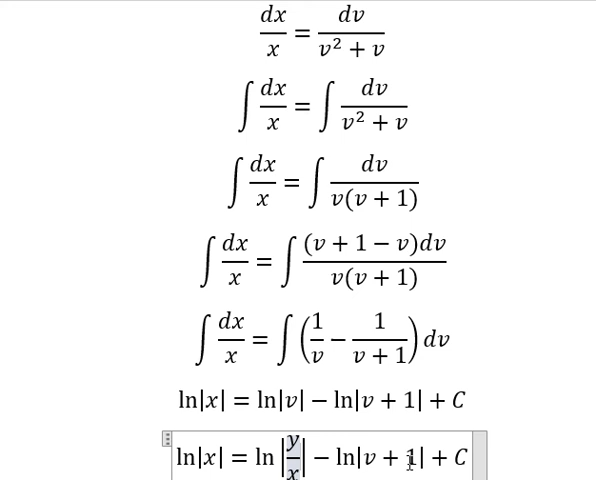 dx/x = dv/(v² + v)
∫ dx/x = ∫ dv/(v² + v)
∫ dx/x = ∫ dv/(v(v + 1))
∫ dx/x = ∫ (v + 1 − v)dv/(v(v + 1))
∫ dx/x = ∫ (1/v − 1/(v + 1)) dv
ln|x| = ln|v| − ln|v + 1| + C
ln|x| = ln|y/x| − ln|v + 1| + C